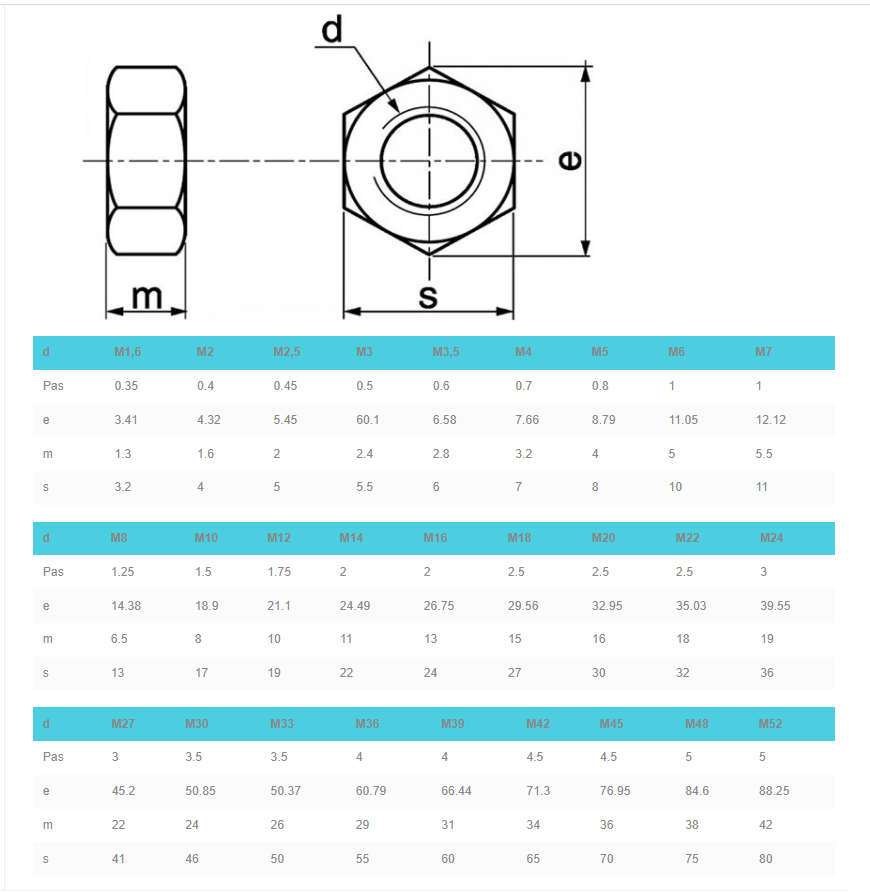 d
e
m
s
d M1,6 M2 M2,5 M3 M3,5 M4 M5 M6 M7
Pas 0.35 0.4 0.45 0.5 0.6 0.7 0.8 1 1
e 3.41 4.32 5.45 60.1 6.58 7.66 8.79 11.05 12.12
m 1.3 1.6 2 2.4 2.8 3.2 4 5 5.5
s 3.2 4 5 5.5 6 7 8 10 11
d M8 M10 M12 M14 M16 M18 M20 M22 M24
Pas 1.25 1.5 1.75 2 2 2.5 2.5 2.5 3
e 14.38 18.9 21.1 24.49 26.75 29.56 32.95 35.03 39.55
m 6.5 8 10 11 13 15 16 18 19
s 13 17 19 22 24 27 30 32 36
d M27 M30 M33 M36 M39 M42 M45 M48 M52
Pas 3 3.5 3.5 4 4 4.5 4.5 5 5
e 45.2 50.85 50.37 60.79 66.44 71.3 76.95 84.6 88.25
m 22 24 26 29 31 34 36 38 42
s 41 46 50 55 60 65 70 75 80